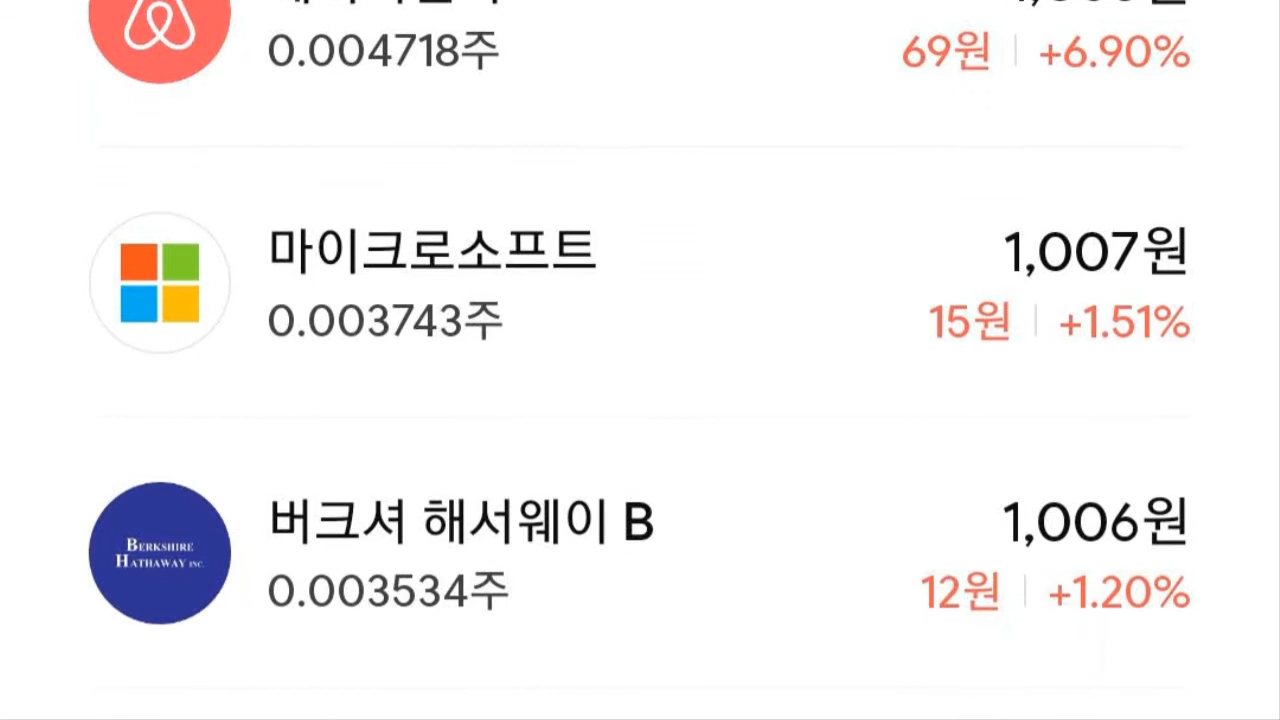 0.004718주
69원 | +6.90%
마이크로소프트
1,007원
0.003743주
15원 | +1.51%
BERKSHIRE
HATHAWAY INC.
버크셔 해서웨이 B
1,006원
0.003534주
12원 | +1.20%